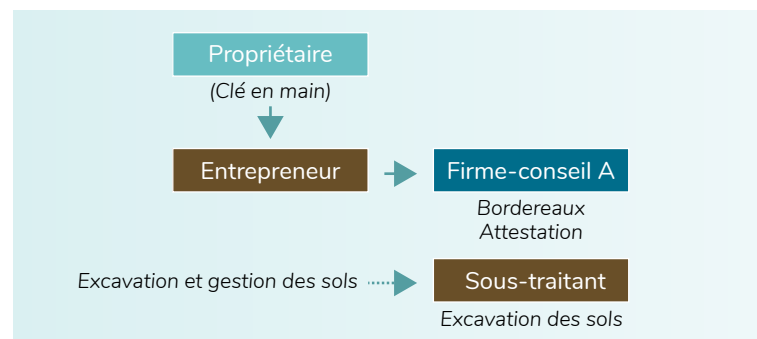 Propriétaire
(Clé en main)
Entrepreneur
Firme-conseil A
Bordereaux
Attestation
Excavation et gestion des sols
Sous-traitant
Excavation des sols